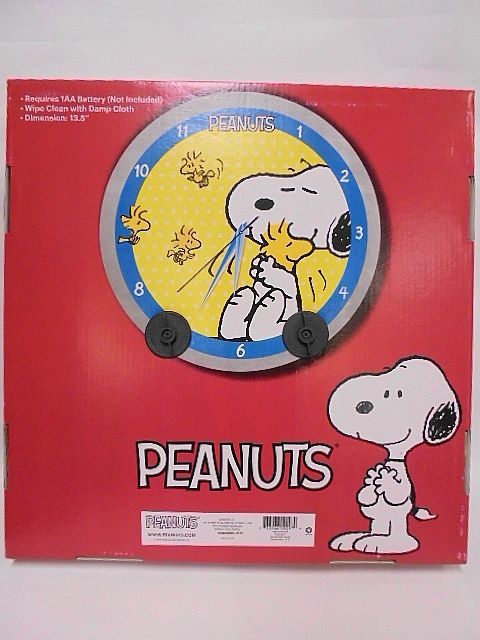 • Requires 1AA Battery (Not Included)
• Wipe Clean with Damp Cloth
• Dimension: 13.5"
PEANUTS
11
1
10
2
3
8
4
6
PEANUTS
PEANUTS
WWW.PEANUTS.COM